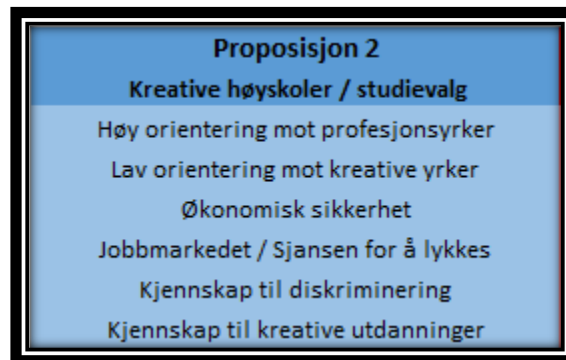 Proposisjon 2
Kreative høyskoler / studievalg
Høy orientering mot profesjonsyrker
Lav orientering mot kreative yrker
Økonomisk sikkerhet
Jobbmarkedet / Sjansen for å lykkes
Kjennskap til diskriminering
Kjennskap til kreative utdanninger